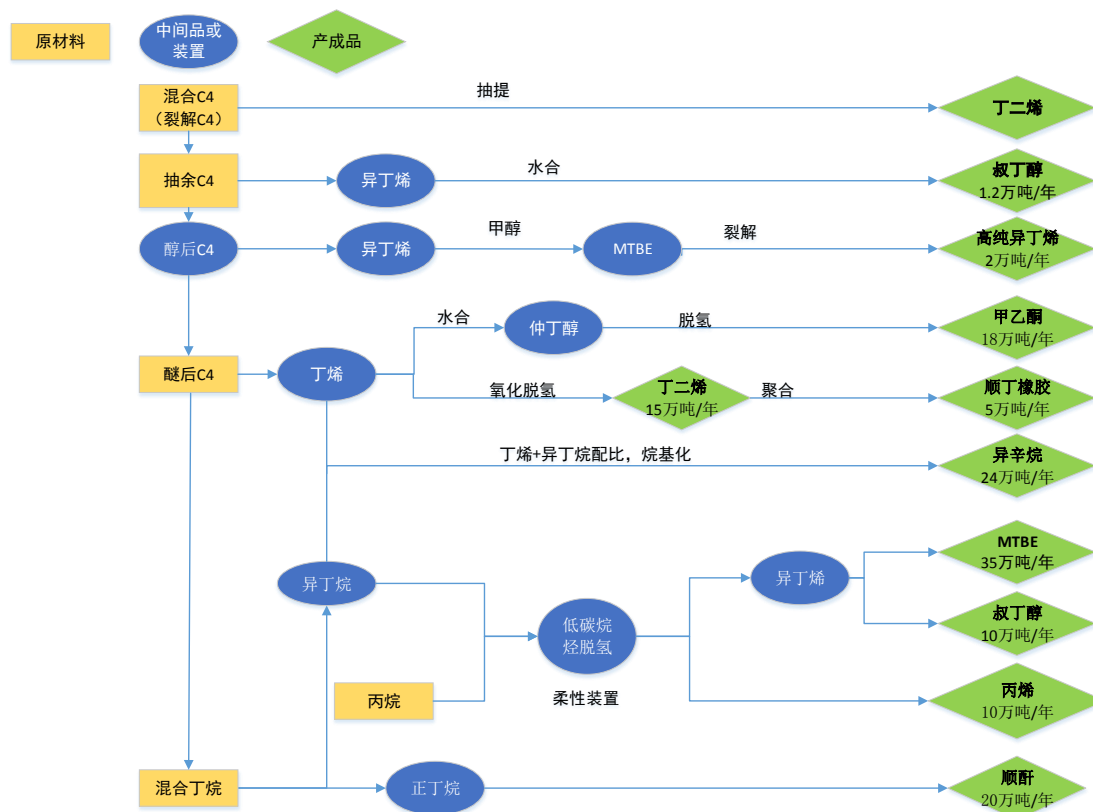 原材料
中间品或
装置
产成品
混合C4
（裂解C4）
抽提
丁二烯
抽余C4
异丁烯
水合
叔丁醇
1.2万吨/年
醇后C4
异丁烯
甲醇
MTBE
裂解
高纯异丁烯
2万吨/年
水合
仲丁醇
脱氢
甲乙酮
18万吨/年
醚后C4
丁烯
氧化脱氢
丁二烯
15万吨/年
聚合
顺丁橡胶
5万吨/年
丁烯+异丁烷配比，烷基化
异辛烷
24万吨/年
异丁烷
低碳烷
烃脱氢
柔性装置
异丁烯
MTBE
35万吨/年
叔丁醇
10万吨/年
丙烷
丙烯
10万吨/年
混合丁烷
正丁烷
顺酐
20万吨/年